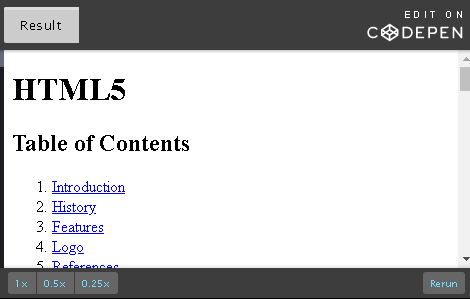 Result
EDIT ON
CODEPEN
HTML5
Table of Contents
1. Introduction
2. History
3. Features
4. Logo
5. References
1x 0.5x 0.25x Rerun